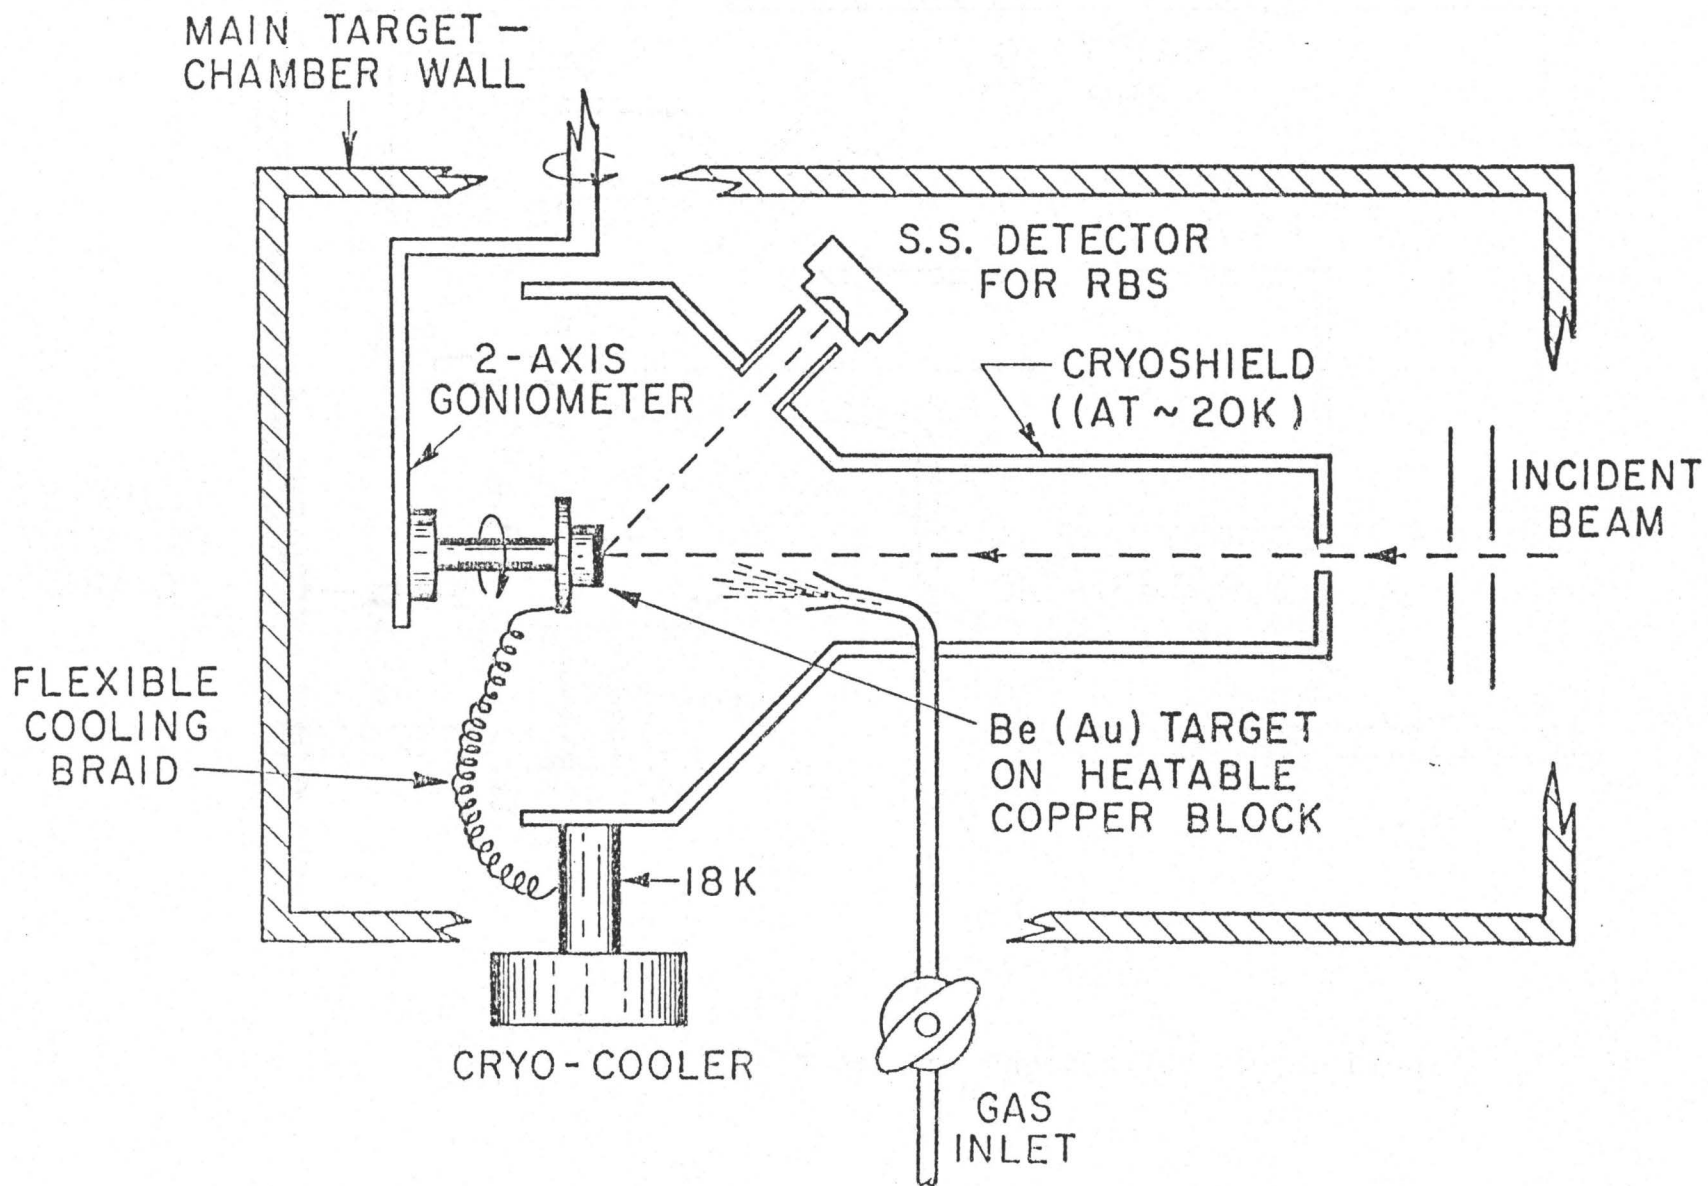 MAIN TARGET –
CHAMBER WALL
S.S. DETECTOR
FOR RBS
2-AXIS
GONIOMETER
CRYOSHIELD
((AT ~ 20K)
INCIDENT
BEAM
FLEXIBLE
COOLING
BRAID
Be (Au) TARGET
ON HEATABLE
COPPER BLOCK
18K
CRYO-COOLER
GAS
INLET